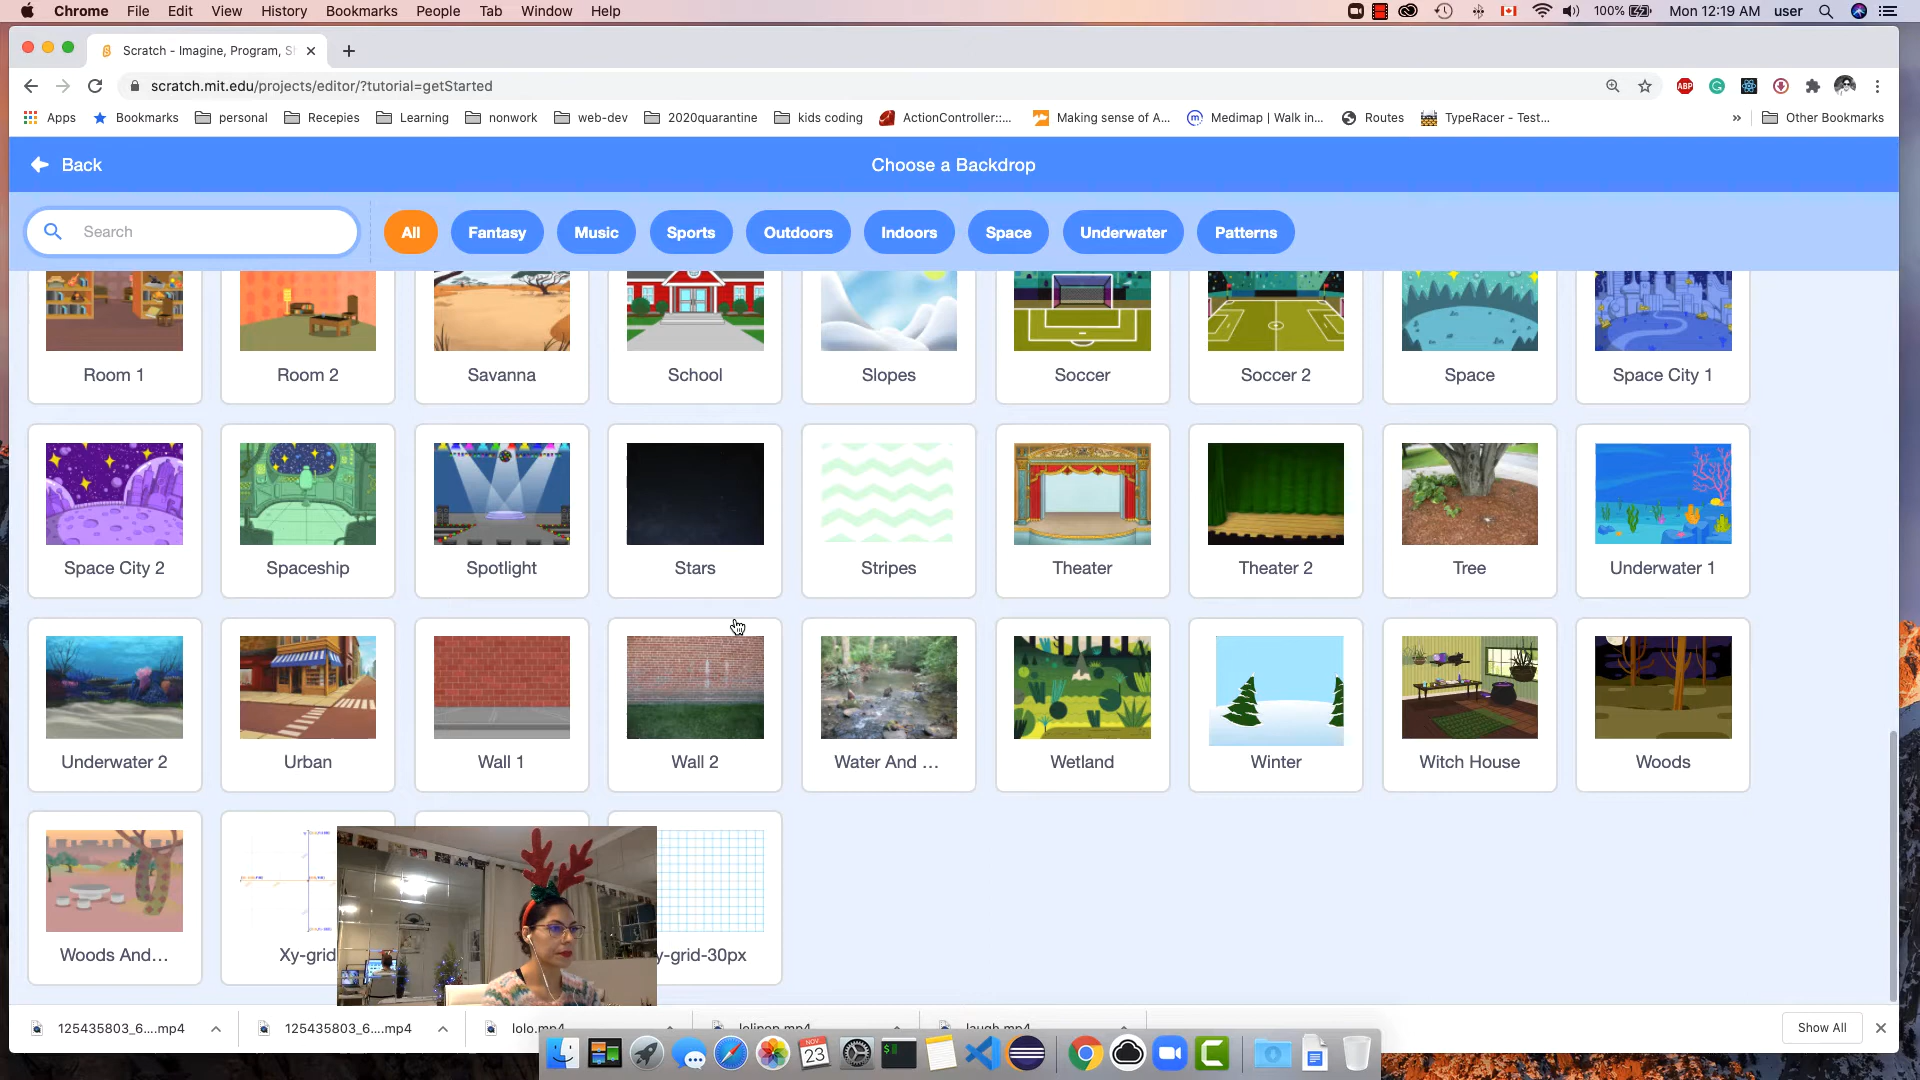 Chrome File Edit View History Bookmarks People Tab Window Help 100% Mon 12:19 AM user
Scratch - Imagine, Program, S
scratch.mit.edu/projects/editor/?tutorial=getStarted
ABP
Apps Bookmarks personal Recepies Learning nonwork web-dev 2020quarantine kids coding ActionController::... Making sense of A... Medimap | Walk in... Routes TypeRacer - Test... » Other Bookmarks
Back Choose a Backdrop
Search All Fantasy Music Sports Outdoors Indoors Space Underwater Patterns
Room 1 Room 2 Savanna School Slopes Soccer Soccer 2 Space Space City 1
Space City 2 Spaceship Spotlight Stars Stripes Theater Theater 2 Tree Underwater 1
Underwater 2 Urban Wall 1 Wall 2 Water And ... Wetland Winter Witch House Woods
Woods And... Xy-grid y-grid-30px
125435803_6....mp4 125435803_6....mp4 lolo.mp4 Show All
NOV 23